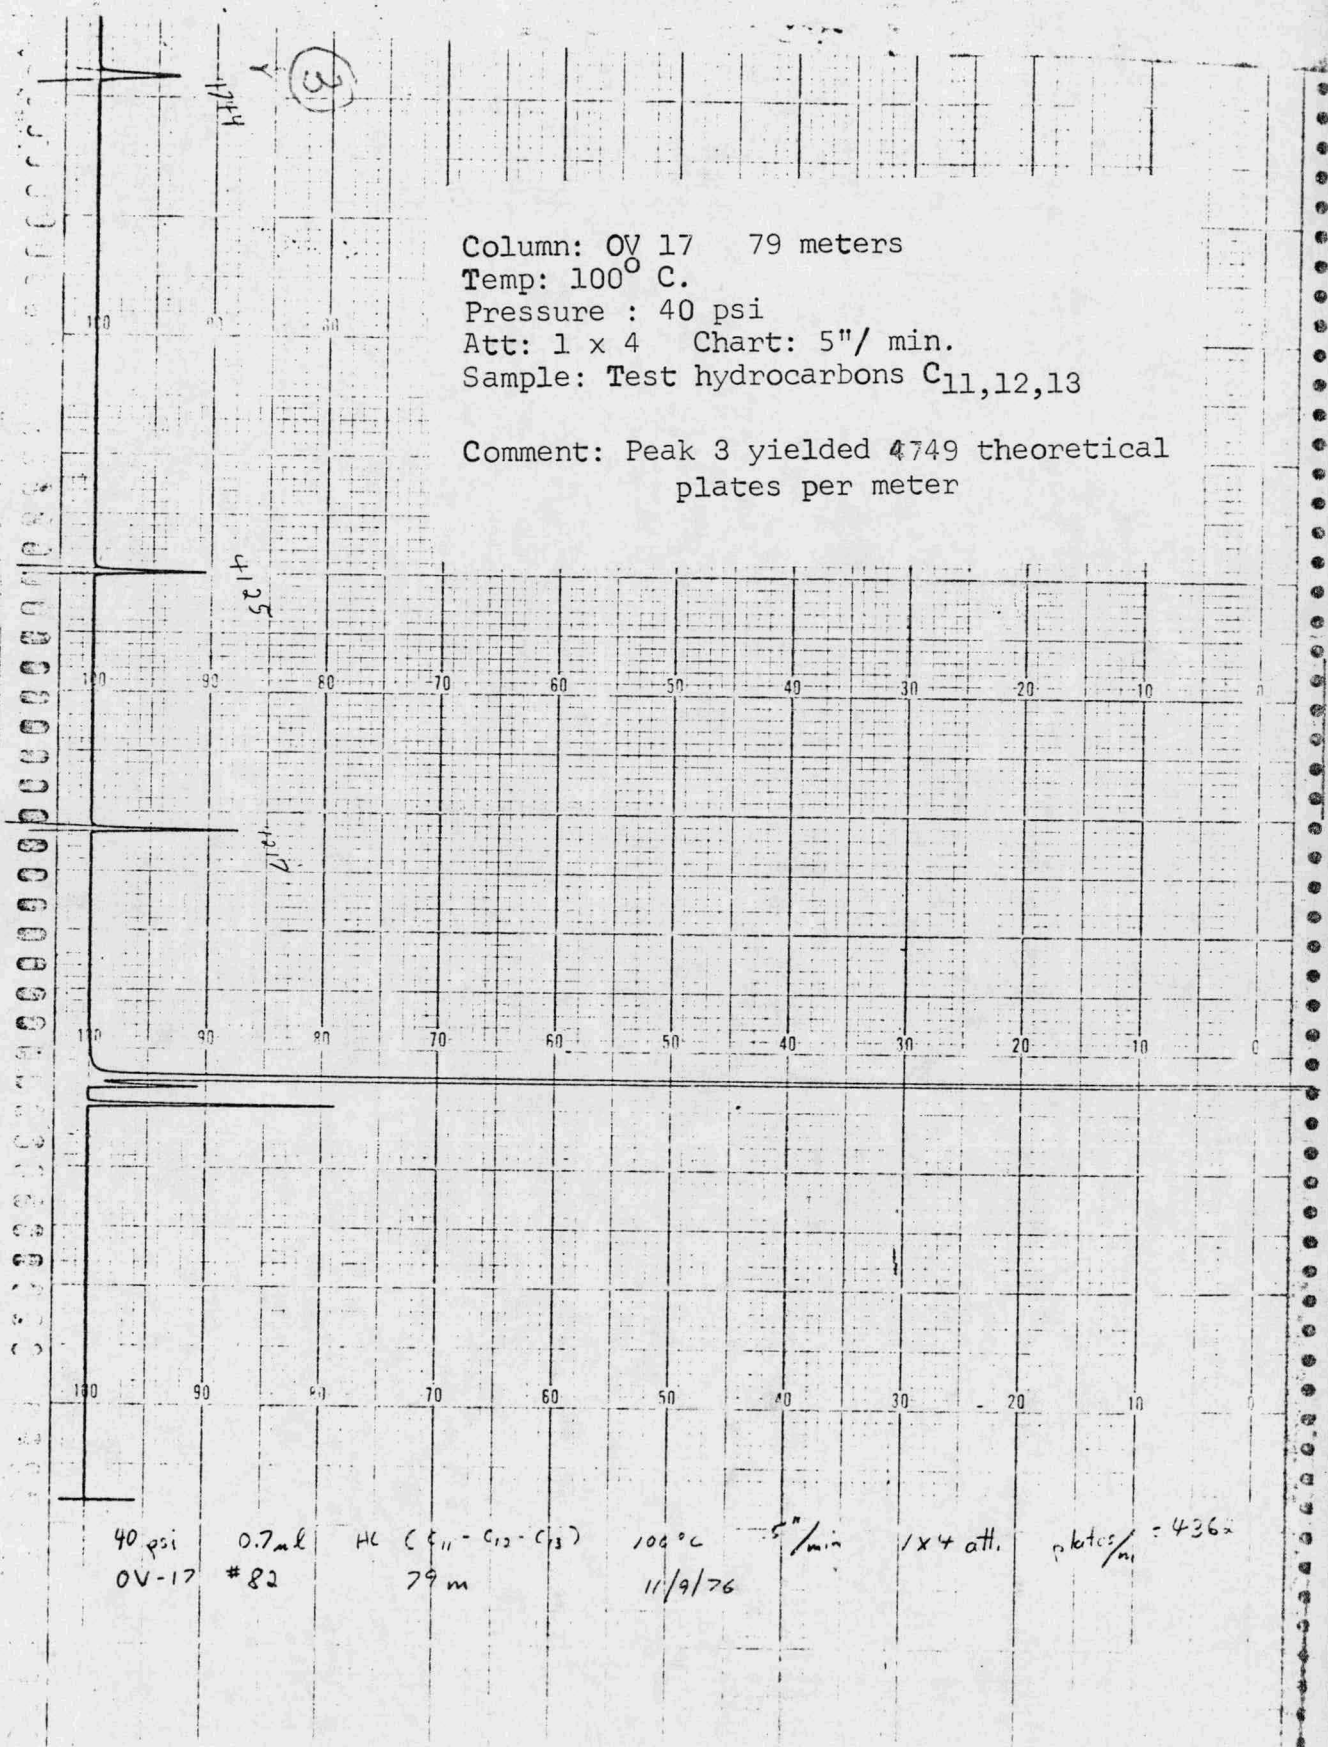 3
Column: OV 17 79 meters
Temp: 100° C.
Pressure : 40 psi
Att: 1 x 4 Chart: 5"/ min.
Sample: Test hydrocarbons C11,12,13
Comment: Peak 3 yielded 4749 theoretical
plates per meter
100 90 80
4125
100 90 80 70 60 50 40 30 20 10 0
100 90 80 70 60 50 40 30 20 10 0
100 90 80 70 60 50 40 30 20 10 0
40 psi 0.7 HC (C11 - C12 - C13) 100°C 5"/min 1x4 att. plates/m
OV-17 #82 79 m 11/9/76